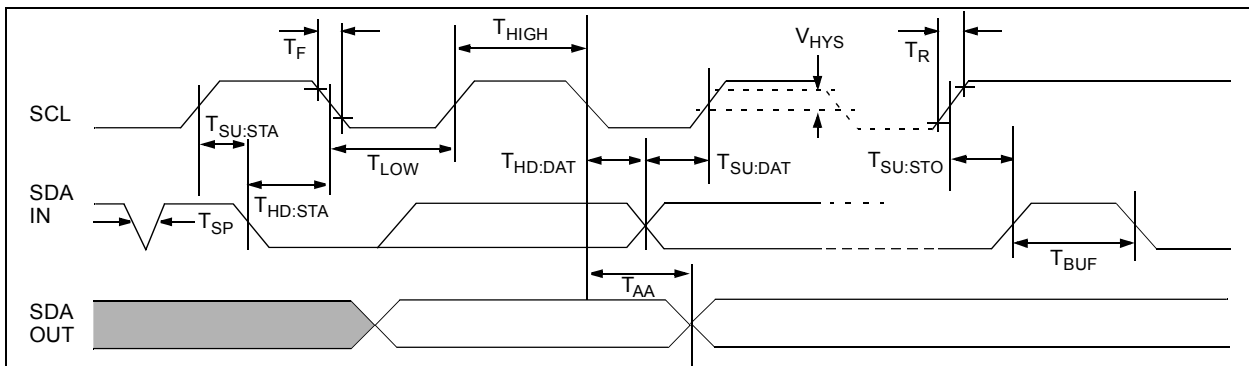 T_F
T_HIGH
V_HYS
T_R
SCL
T_SU:STA
T_LOW
T_HD:DAT
T_SU:DAT
T_SU:STO
SDA
IN
T_SP
T_HD:STA
T_BUF
T_AA
SDA
OUT